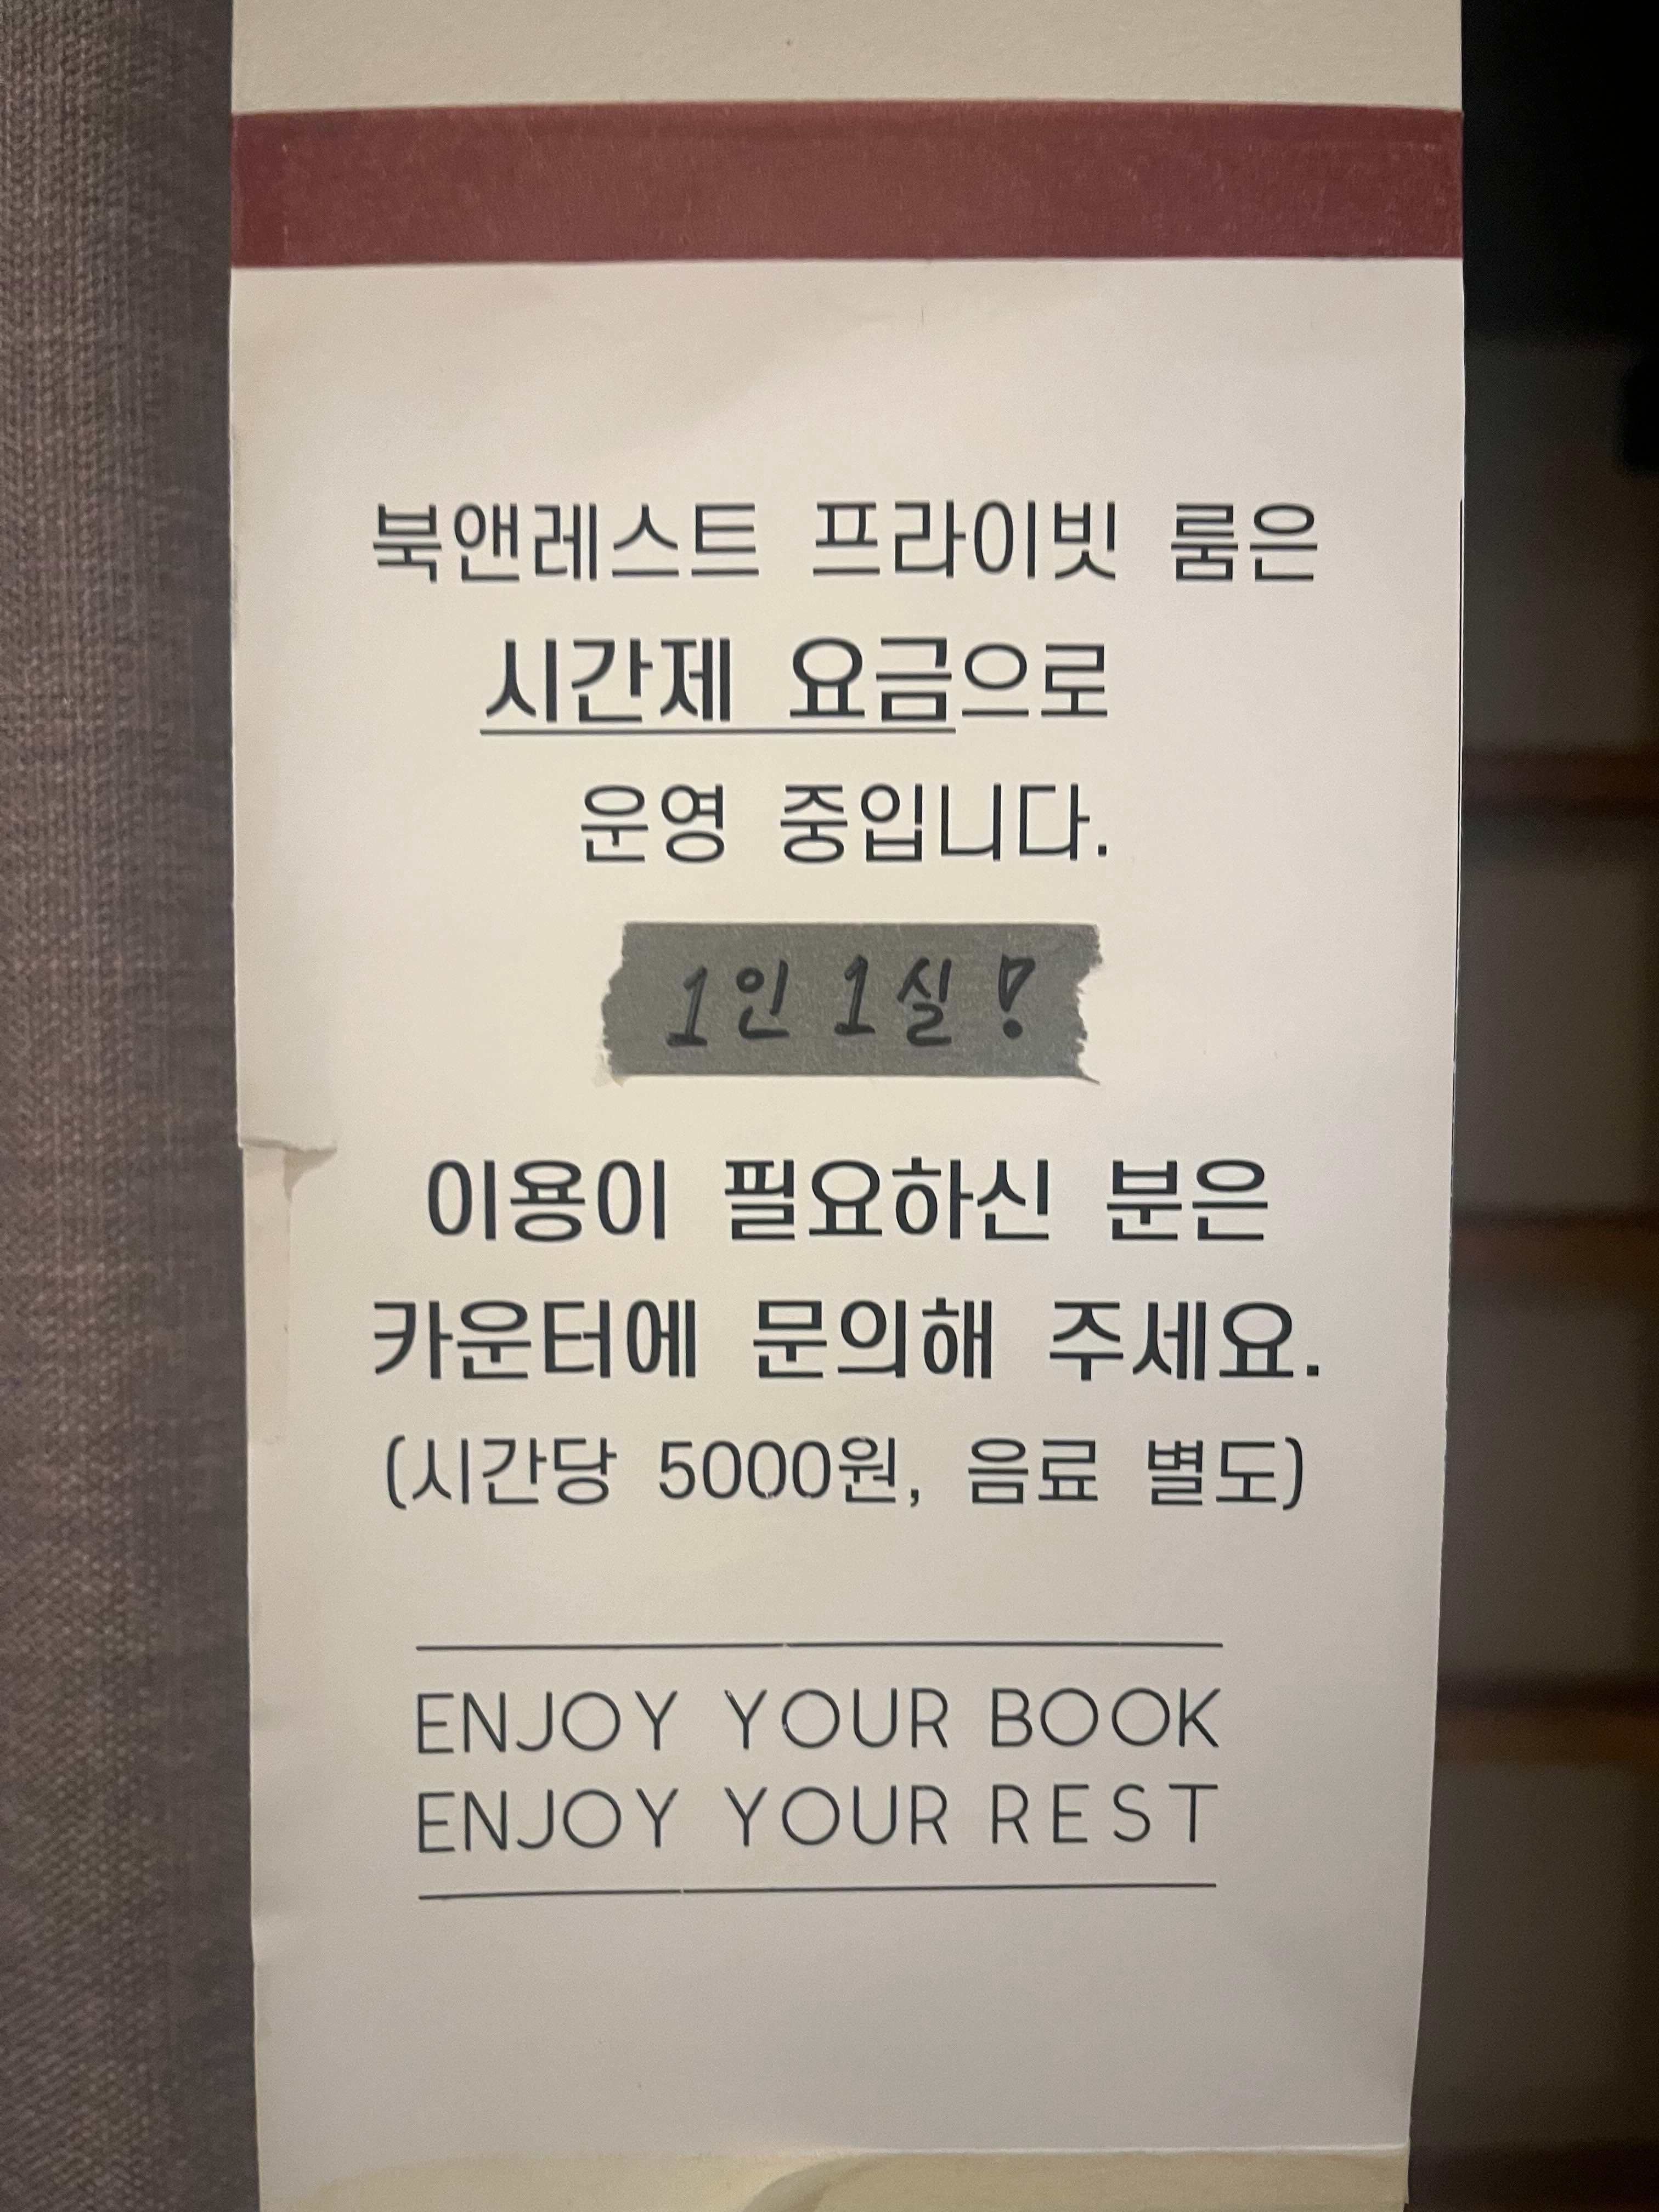 북앤레스트 프라이빗 룸은
시간제 요금으로
운영 중입니다.
1인 1실!
이용이 필요하신 분은
카운터에 문의해 주세요.
(시간당 5000원, 음료 별도)
ENJOY YOUR BOOK
ENJOY YOUR REST